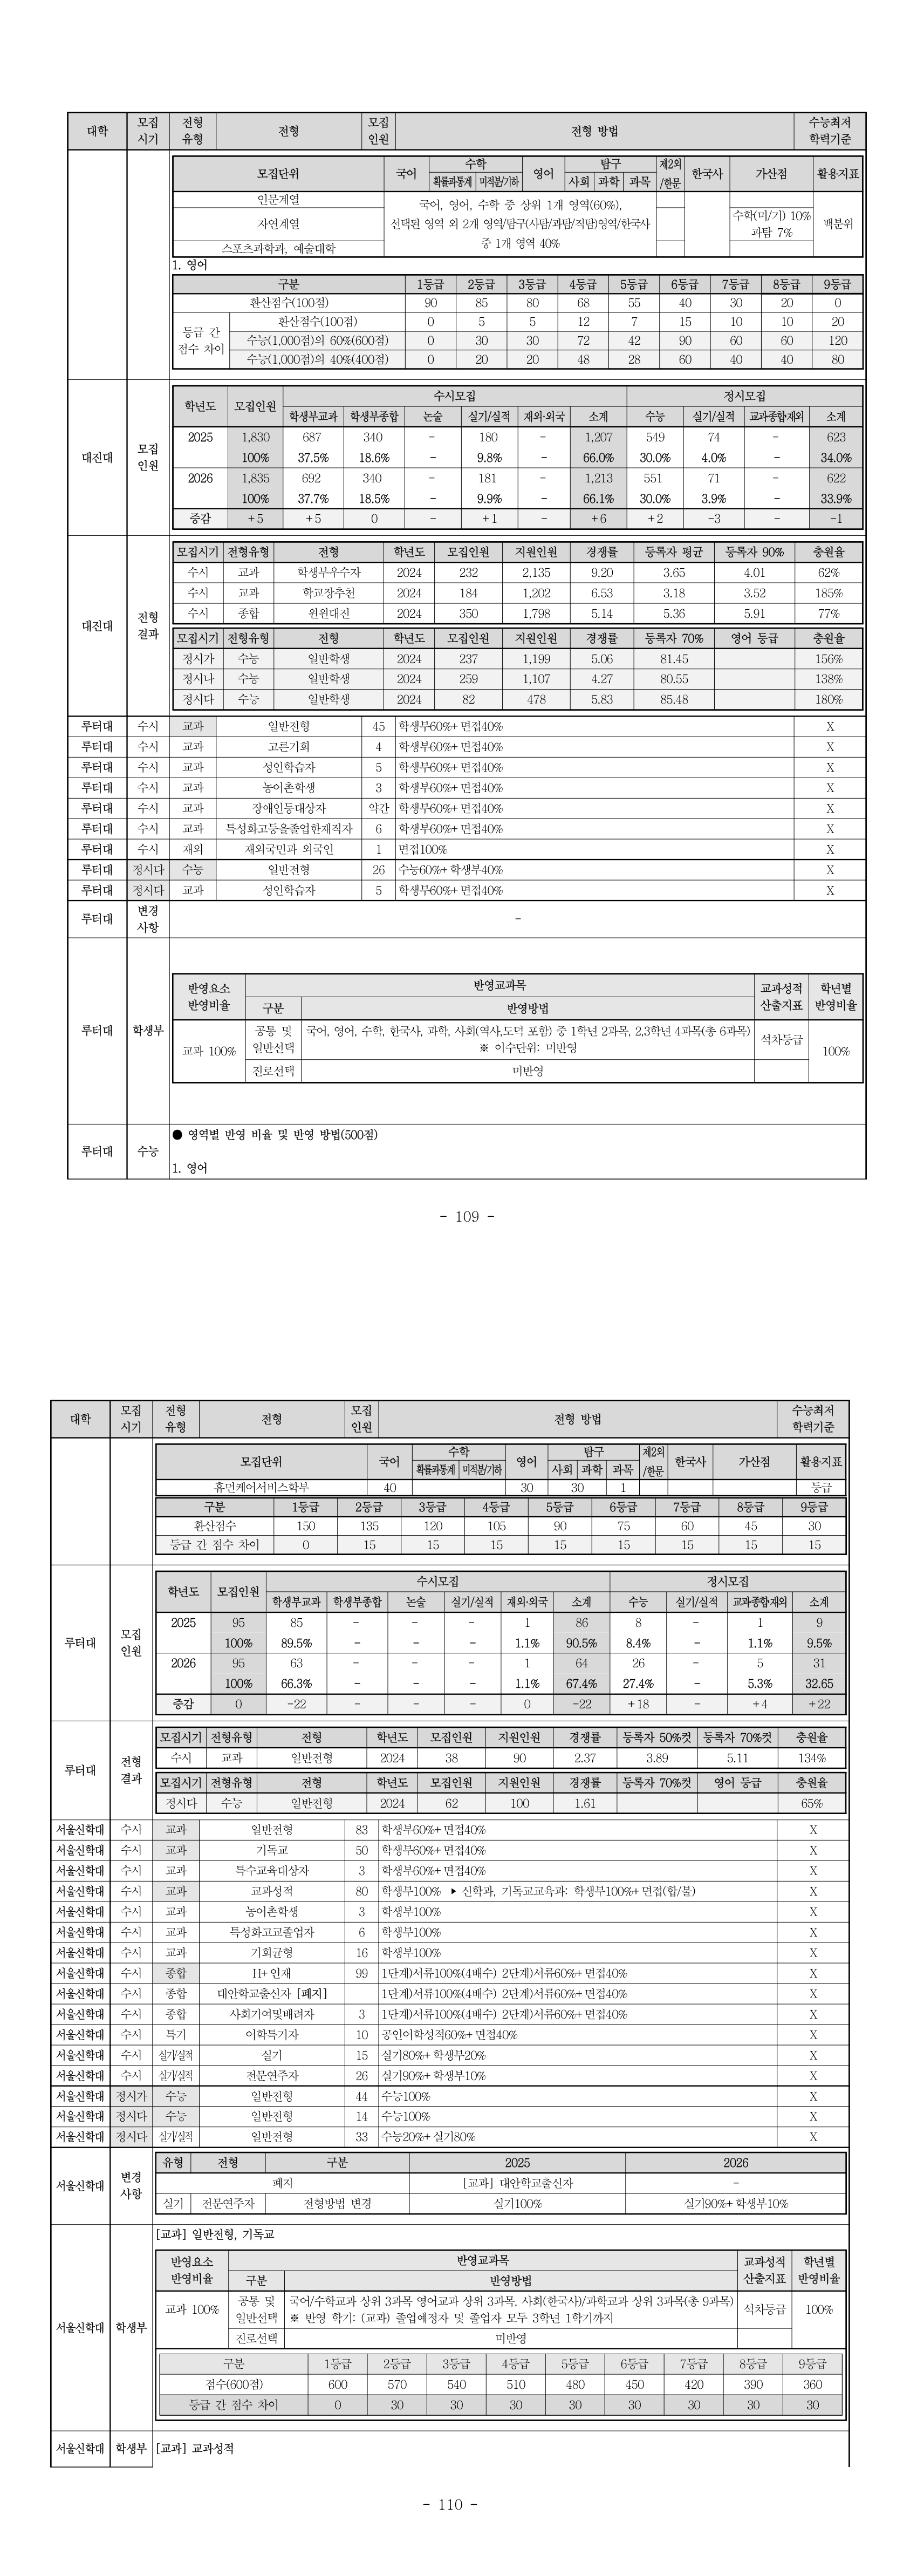 대학 모집시기 전형유형 전형 모집인원 전형 방법 수능최저학력기준
모집단위 국어 수학 영어 탐구 제2외/한문 한국사 가산점 활용지표
확률과통계 미적분/기하 사회 과학 과목
인문계열
자연계열
스포츠과학과, 예술대학
국어, 영어, 수학 중 상위 1개 영역(60%),
선택된 영역 외 2개 영역/탐구(사탐/과탐/직탐)영역/한국사
중 1개 영역 40%
수학(미/기) 10%
과탐 7%
백분위
1. 영어
구분 1등급 2등급 3등급 4등급 5등급 6등급 7등급 8등급 9등급
환산점수(100점) 90 85 80 68 55 40 30 20 0
등급 간 점수 차이
환산점수(100점) 0 5 5 12 7 15 10 10 20
수능(1,000점)의 60%(600점) 0 30 30 72 42 90 60 60 120
수능(1,000점)의 40%(400점) 0 20 20 48 28 60 40 40 80
대진대 모집인원
학년도 모집인원 수시모집 정시모집
학생부교과 학생부종합 논술 실기/실적 재외·외국 소계 수능 실기/실적 교과종합재외 소계
2025 1,830 687 340 - 180 - 1,207 549 74 - 623
100% 37.5% 18.6% - 9.8% - 66.0% 30.0% 4.0% - 34.0%
2026 1,835 692 340 - 181 - 1,213 551 71 - 622
100% 37.7% 18.5% - 9.9% - 66.1% 30.0% 3.9% - 33.9%
증감 +5 +5 0 - +1 - +6 +2 -3 - -1
대진대 전형결과
모집시기 전형유형 전형 학년도 모집인원 지원인원 경쟁률 등록자 평균 등록자 90% 충원율
수시 교과 학생부우수자 2024 232 2,135 9.20 3.65 4.01 62%
수시 교과 학교장추천 2024 184 1,202 6.53 3.18 3.52 185%
수시 종합 윈윈대진 2024 350 1,798 5.14 5.36 5.91 77%
모집시기 전형유형 전형 학년도 모집인원 지원인원 경쟁률 등록자 70% 영어 등급 충원율
정시가 수능 일반학생 2024 237 1,199 5.06 81.45 156%
정시나 수능 일반학생 2024 259 1,107 4.27 80.55 138%
정시다 수능 일반학생 2024 82 478 5.83 85.48 180%
루터대 수시 교과 일반전형 45 학생부60%+면접40% X
루터대 수시 교과 고른기회 4 학생부60%+면접40% X
루터대 수시 교과 성인학습자 5 학생부60%+면접40% X
루터대 수시 교과 농어촌학생 3 학생부60%+면접40% X
루터대 수시 교과 장애인등대상자 약간 학생부60%+면접40% X
루터대 수시 교과 특성화고등을졸업한재직자 6 학생부60%+면접40% X
루터대 수시 재외 재외국민과 외국인 1 면접100% X
루터대 정시다 수능 일반전형 26 수능60%+학생부40% X
루터대 정시다 교과 성인학습자 5 학생부60%+면접40% X
루터대 변경사항 -
루터대 학생부
반영요소 반영비율 반영교과목 교과성적 산출지표 학년별 반영비율
구분 반영방법
교과 100% 공통 및 일반선택 국어, 영어, 수학, 한국사, 과학, 사회(역사,도덕 포함) 중 1학년 2과목, 2,3학년 4과목(총 6과목) 석차등급 100%
※ 이수단위: 미반영
진로선택 미반영
루터대 수능
● 영역별 반영 비율 및 반영 방법(500점)
1. 영어
- 109 -
대학 모집시기 전형유형 전형 모집인원 전형 방법 수능최저학력기준
모집단위 국어 수학 영어 탐구 제2외/한문 한국사 가산점 활용지표
확률과통계 미적분/기하 사회 과학 과목
휴먼케어서비스학부 40 30 30 1 등급
구분 1등급 2등급 3등급 4등급 5등급 6등급 7등급 8등급 9등급
환산점수 150 135 120 105 90 75 60 45 30
등급 간 점수 차이 0 15 15 15 15 15 15 15 15
루터대 모집인원
학년도 모집인원 수시모집 정시모집
학생부교과 학생부종합 논술 실기/실적 재외·외국 소계 수능 실기/실적 교과종합재외 소계
2025 95 85 - - - 1 86 8 - 1 9
100% 89.5% - - - 1.1% 90.5% 8.4% - 1.1% 9.5%
2026 95 63 - - - 1 64 26 - 5 31
100% 66.3% - - - 1.1% 67.4% 27.4% - 5.3% 32.65
증감 0 -22 - - - 0 -22 +18 - +4 +22
루터대 전형결과
모집시기 전형유형 전형 학년도 모집인원 지원인원 경쟁률 등록자 50%컷 등록자 70%컷 충원율
수시 교과 일반전형 2024 38 90 2.37 3.89 5.11 134%
모집시기 전형유형 전형 학년도 모집인원 지원인원 경쟁률 등록자 70%컷 영어 등급 충원율
정시다 수능 일반전형 2024 62 100 1.61 65%
서울신학대 수시 교과 일반전형 83 학생부60%+면접40% X
서울신학대 수시 교과 기독교 50 학생부60%+면접40% X
서울신학대 수시 교과 특수교육대상자 3 학생부60%+면접40% X
서울신학대 수시 교과 교과성적 80 학생부100% ▶ 신학과, 기독교교육과: 학생부100%+면접(합/불) X
서울신학대 수시 교과 농어촌학생 3 학생부100% X
서울신학대 수시 교과 특성화고교졸업자 6 학생부100% X
서울신학대 수시 교과 기회균형 16 학생부100% X
서울신학대 수시 종합 H+인재 99 1단계)서류100%(4배수) 2단계)서류60%+면접40% X
서울신학대 수시 종합 대안학교출신자 [폐지] 1단계)서류100%(4배수) 2단계)서류60%+면접40% X
서울신학대 수시 종합 사회기여및배려자 3 1단계)서류100%(4배수) 2단계)서류60%+면접40% X
서울신학대 수시 특기 어학특기자 10 공인어학성적60%+면접40% X
서울신학대 수시 실기/실적 실기 15 실기80%+학생부20% X
서울신학대 수시 실기/실적 전문연주자 26 실기90%+학생부10% X
서울신학대 정시가 수능 일반전형 44 수능100% X
서울신학대 정시다 수능 일반전형 14 수능100% X
서울신학대 정시다 실기/실적 일반전형 33 수능20%+실기80% X
서울신학대 변경사항
유형 전형 구분 2025 2026
폐지 [교과] 대안학교출신자 -
실기 전문연주자 전형방법 변경 실기100% 실기90%+학생부10%
서울신학대 학생부
[교과] 일반전형, 기독교
반영요소 반영비율 반영교과목 교과성적 산출지표 학년별 반영비율
구분 반영방법
교과 100% 공통 및 일반선택 국어/수학교과 상위 3과목 영어교과 상위 3과목, 사회(한국사)/과학교과 상위 3과목(총 9과목) 석차등급 100%
※ 반영 학기: (교과) 졸업예정자 및 졸업자 모두 3학년 1학기까지
진로선택 미반영
구분 1등급 2등급 3등급 4등급 5등급 6등급 7등급 8등급 9등급
점수(600점) 600 570 540 510 480 450 420 390 360
등급 간 점수 차이 0 30 30 30 30 30 30 30 30
서울신학대 학생부 [교과] 교과성적
- 110 -